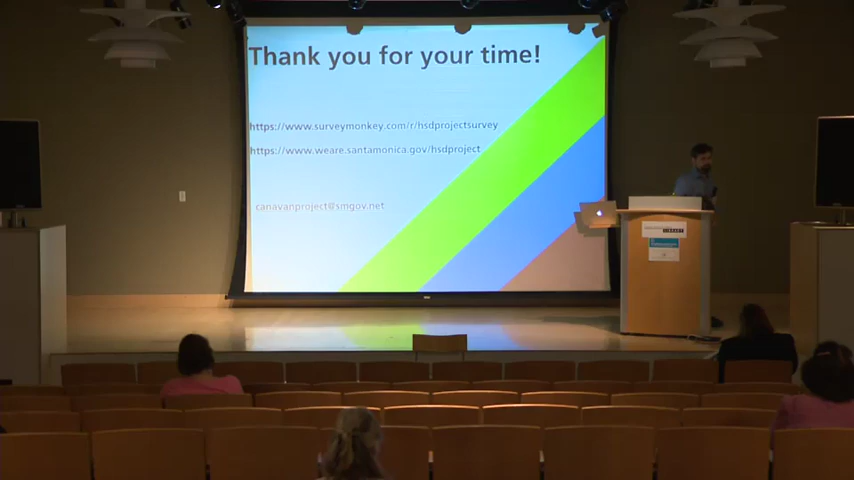 Thank you for your time!
https://www.surveymonkey.com/r/hsdprojectsurvey
https://www.weare.santamonica.gov/hsdproject
canavanproject@smgov.net